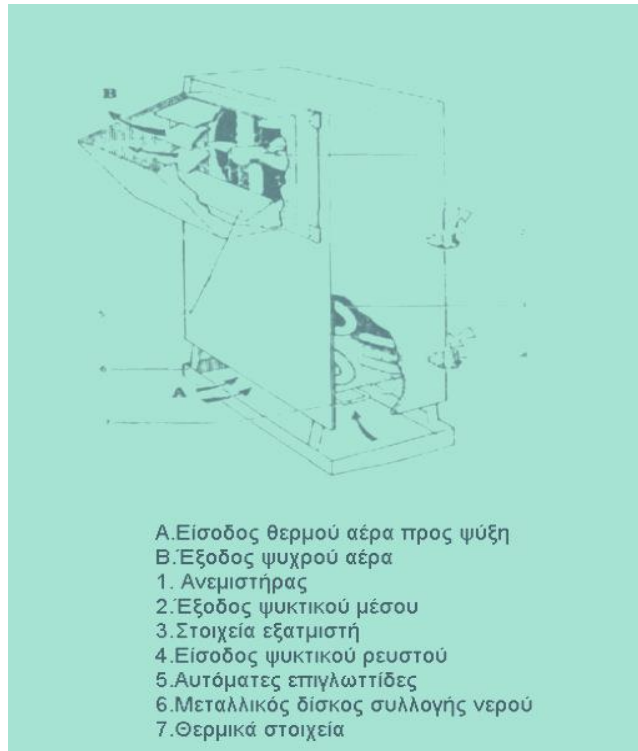 B
A
Α.Είσοδος θερμού αέρα προς ψύξη
Β.Έξοδος ψυχρού αέρα
1. Ανεμιστήρας
2.Έξοδος ψυκτικού μέσου
3.Στοιχεία εξατμιστή
4.Είσοδος ψυκτικού ρευστού
5.Αυτόματες επιγλωττίδες
6.Μεταλλικός δίσκος συλλογής νερού
7.Θερμικά στοιχεία